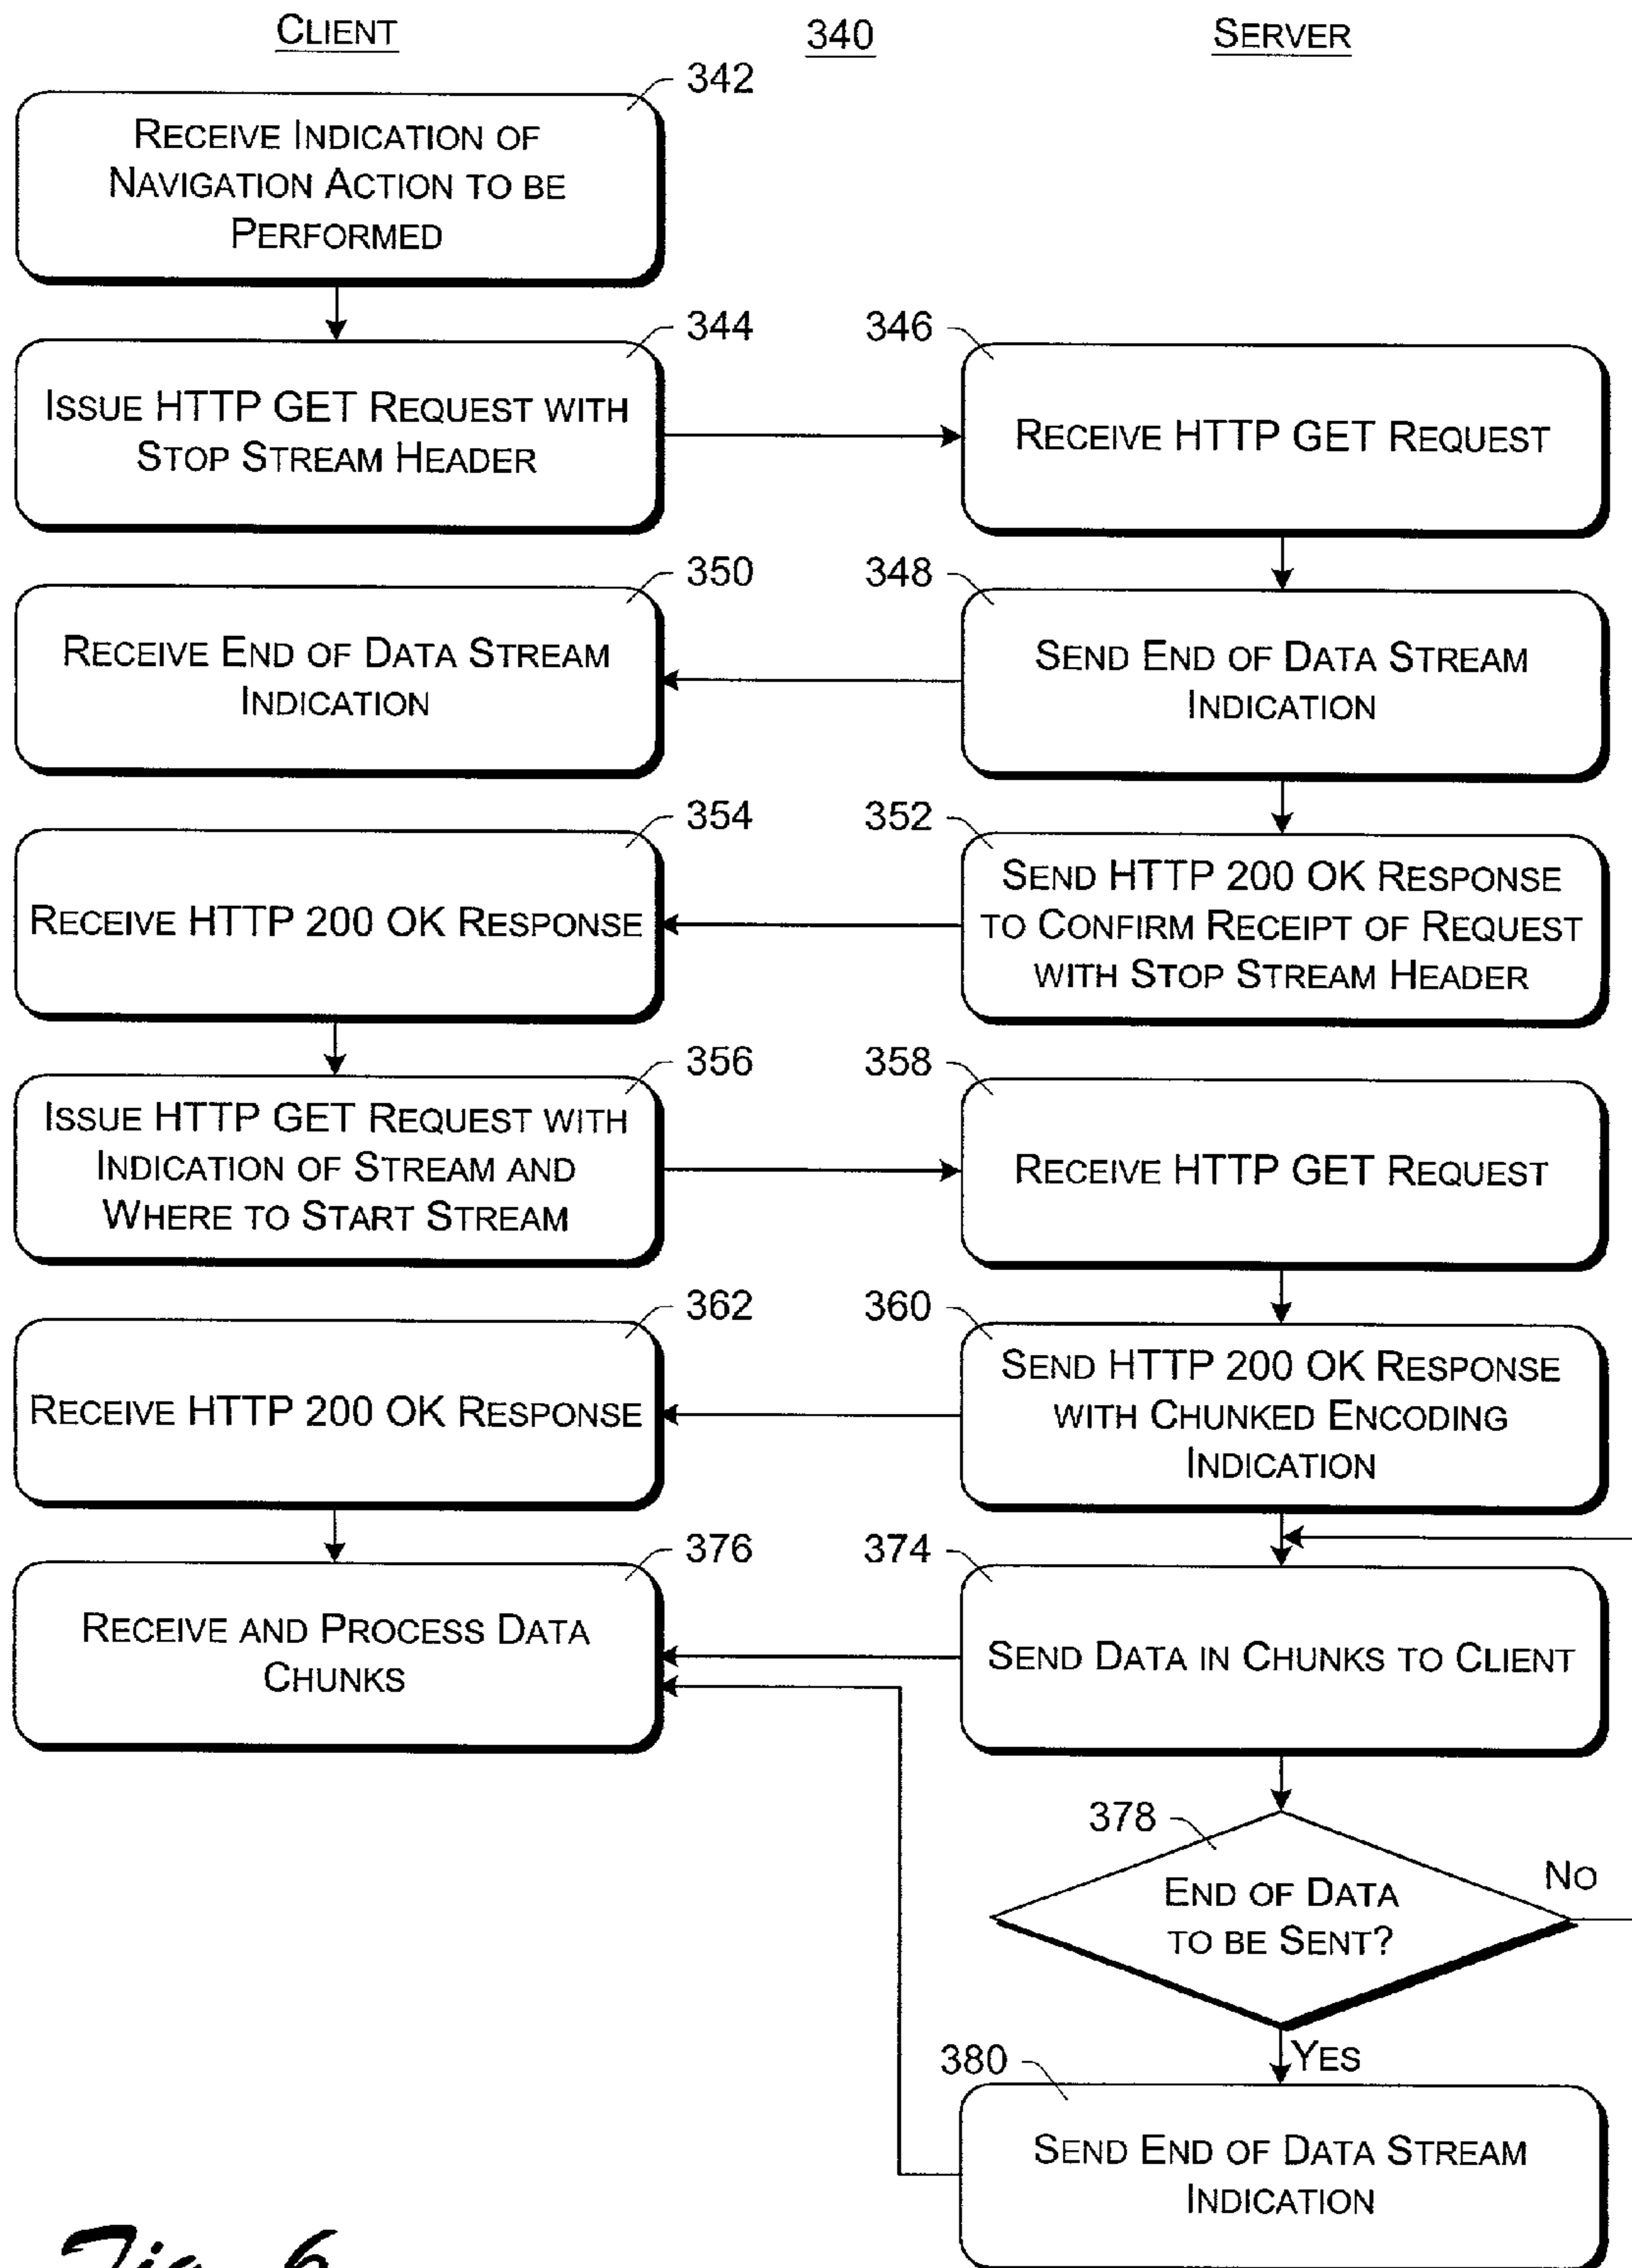 CLIENT
340
SERVER
342
RECEIVE INDICATION OF
NAVIGATION ACTION TO BE
PERFORMED
344
ISSUE HTTP GET REQUEST WITH
STOP STREAM HEADER
346
RECEIVE HTTP GET REQUEST
350
RECEIVE END OF DATA STREAM
INDICATION
348
SEND END OF DATA STREAM
INDICATION
354
RECEIVE HTTP 200 OK RESPONSE
352
SEND HTTP 200 OK RESPONSE
TO CONFIRM RECEIPT OF REQUEST
WITH STOP STREAM HEADER
356
ISSUE HTTP GET REQUEST WITH
INDICATION OF STREAM AND
WHERE TO START STREAM
358
RECEIVE HTTP GET REQUEST
362
RECEIVE HTTP 200 OK RESPONSE
360
SEND HTTP 200 OK RESPONSE
WITH CHUNKED ENCODING
INDICATION
376
RECEIVE AND PROCESS DATA
CHUNKS
374
SEND DATA IN CHUNKS TO CLIENT
378
END OF DATA
TO BE SENT?
NO
YES
380
SEND END OF DATA STREAM
INDICATION
Fig. 6